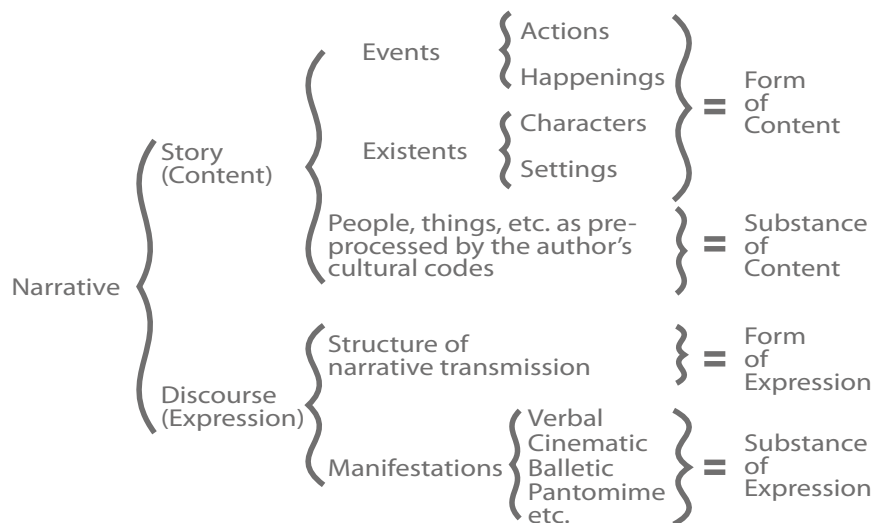 Narrative
Story
(Content)
Events
Actions
Happenings
Existents
Characters
Settings
Form
of
Content
People, things, etc. as pre-
processed by the author's
cultural codes
Substance
of
Content
Discourse
(Expression)
Structure of
narrative transmission
Form
of
Expression
Manifestations
Verbal
Cinematic
Balletic
Pantomime
etc.
Substance
of
Expression